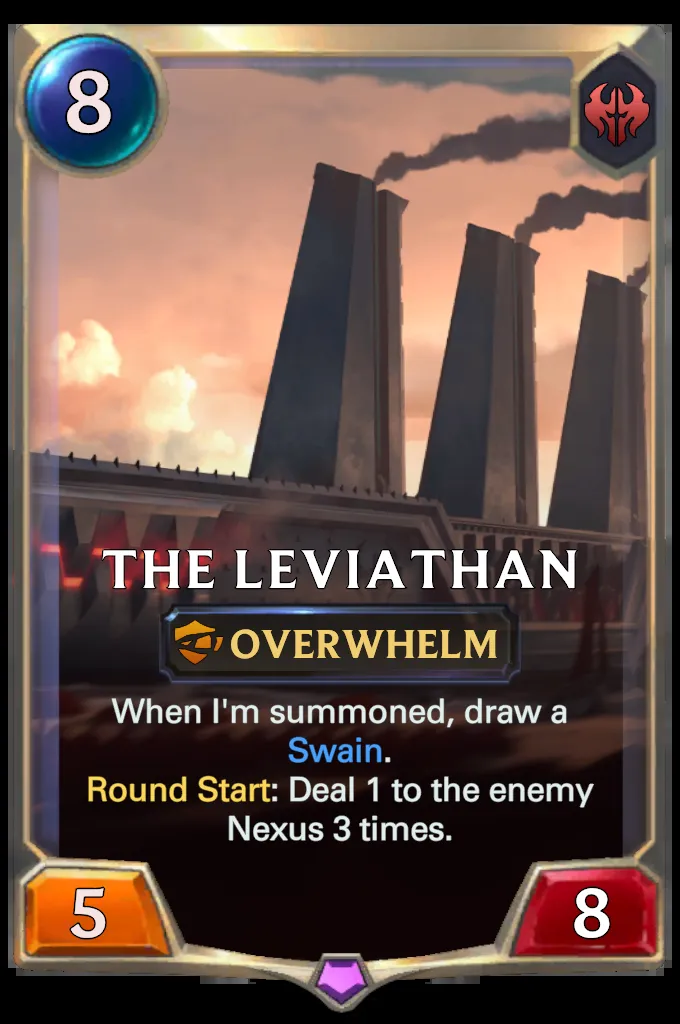 8
THE LEVIATHAN
OVERWHELM
When I'm summoned, draw a
Swain.
Round Start: Deal 1 to the enemy
Nexus 3 times.
5
8